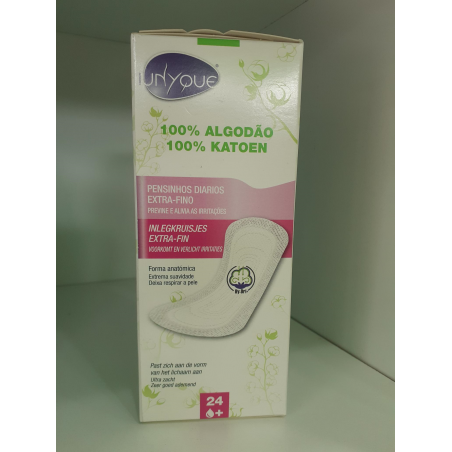 UNYQUE
100% ALGODÃO
100% KATOEN
PENSINHOS DIARIOS
EXTRA-FINO
PREVINE E ALIVIA AS IRRITAÇÕES
INLEGKRUISJES
EXTRA-FIN
VOORKOMT EN VERLICHT IRRITATIES
Forma anatómica
Extrema suavidade
Deixa respirar a pele
Past zich aan de vorm
van het lichaam aan
Ultra zacht
Zeer goed ademend
24
+